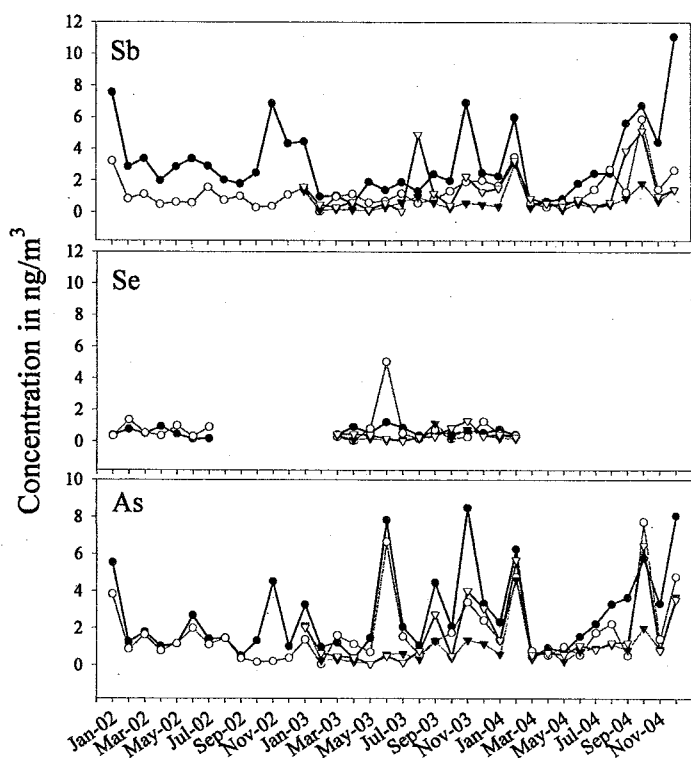 Concentration in ng/m³
12
10
8
6
4
2
0
Sb
12
10
8
6
4
2
0
Se
10
8
6
4
2
0
As
Jan-02
Mar-02
May-02
Jul-02
Sep-02
Nov-02
Jan-03
Mar-03
May-03
Jul-03
Sep-03
Nov-03
Jan-04
Mar-04
May-04
Jul-04
Sep-04
Nov-04